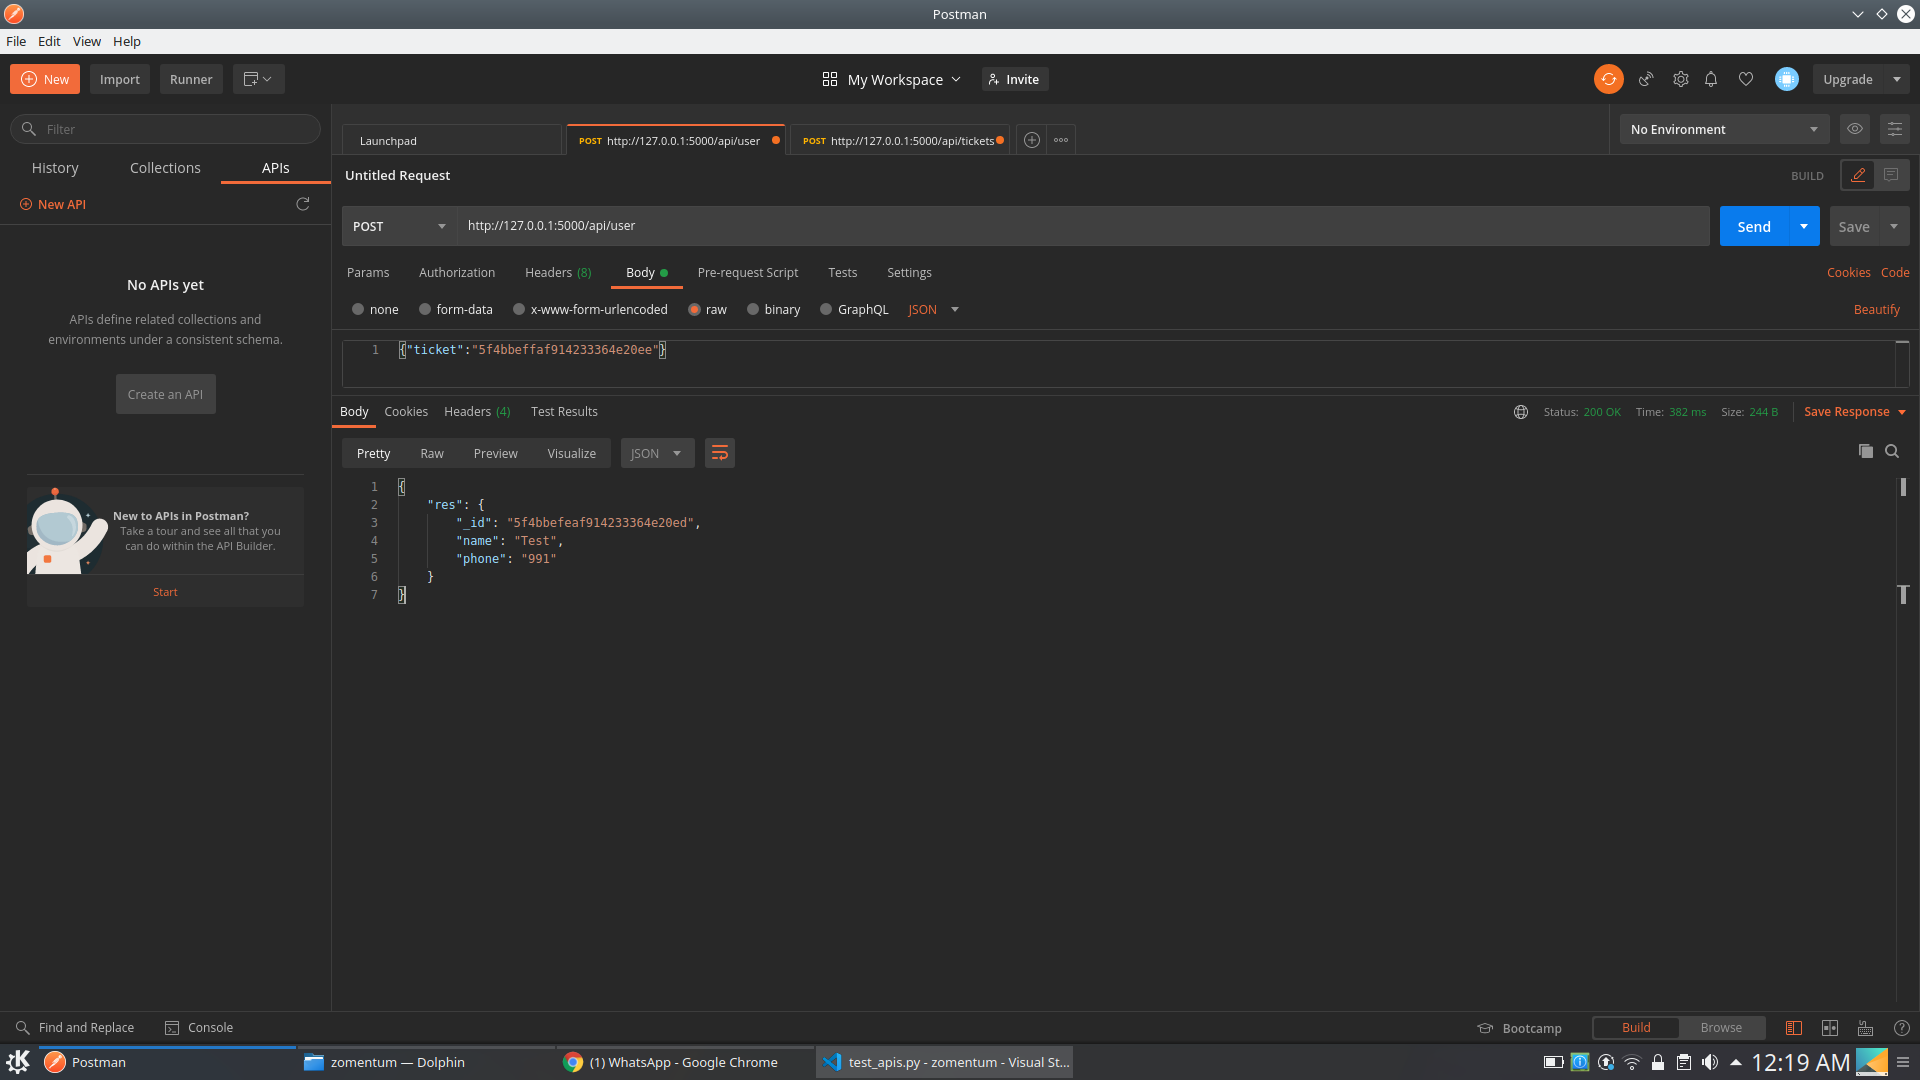 Postman
File Edit View Help
New Import Runner My Workspace Invite Upgrade
Filter
History Collections APIs
New API
No APIs yet
APIs define related collections and
environments under a consistent schema.
Create an API
New to APIs in Postman?
Take a tour and see all that you
can do within the API Builder.
Start
Launchpad POST http://127.0.0.1:5000/api/user POST http://127.0.0.1:5000/api/tickets No Environment
Untitled Request BUILD
POST http://127.0.0.1:5000/api/user Send Save
Params Authorization Headers (8) Body Pre-request Script Tests Settings Cookies Code
none form-data x-www-form-urlencoded raw binary GraphQL JSON Beautify
1 {"ticket":"5f4bbeffaf914233364e20ee"}
Body Cookies Headers (4) Test Results Status: 200 OK Time: 382 ms Size: 244 B Save Response
Pretty Raw Preview Visualize JSON
1 {
2 "res": {
3 "_id": "5f4bbefeaf914233364e20ed",
4 "name": "Test",
5 "phone": "991"
6 }
7 }
Find and Replace Console Bootcamp Build Browse
Postman zomentum — Dolphin (1) WhatsApp - Google Chrome test_apis.py - zomentum - Visual St... 12:19 AM